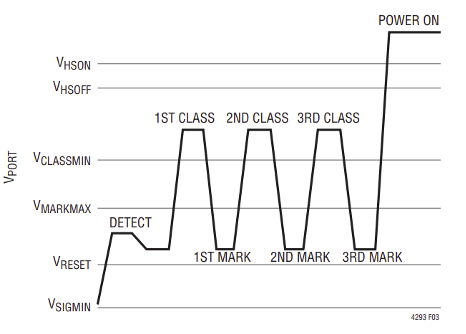 POWER ON
VHSON
VHSOFF
1ST CLASS 2ND CLASS 3RD CLASS
VPORT
VCLASSMIN
VMARKMAX
DETECT
1ST MARK 2ND MARK 3RD MARK
VRESET
VSIGMIN
4293 F03